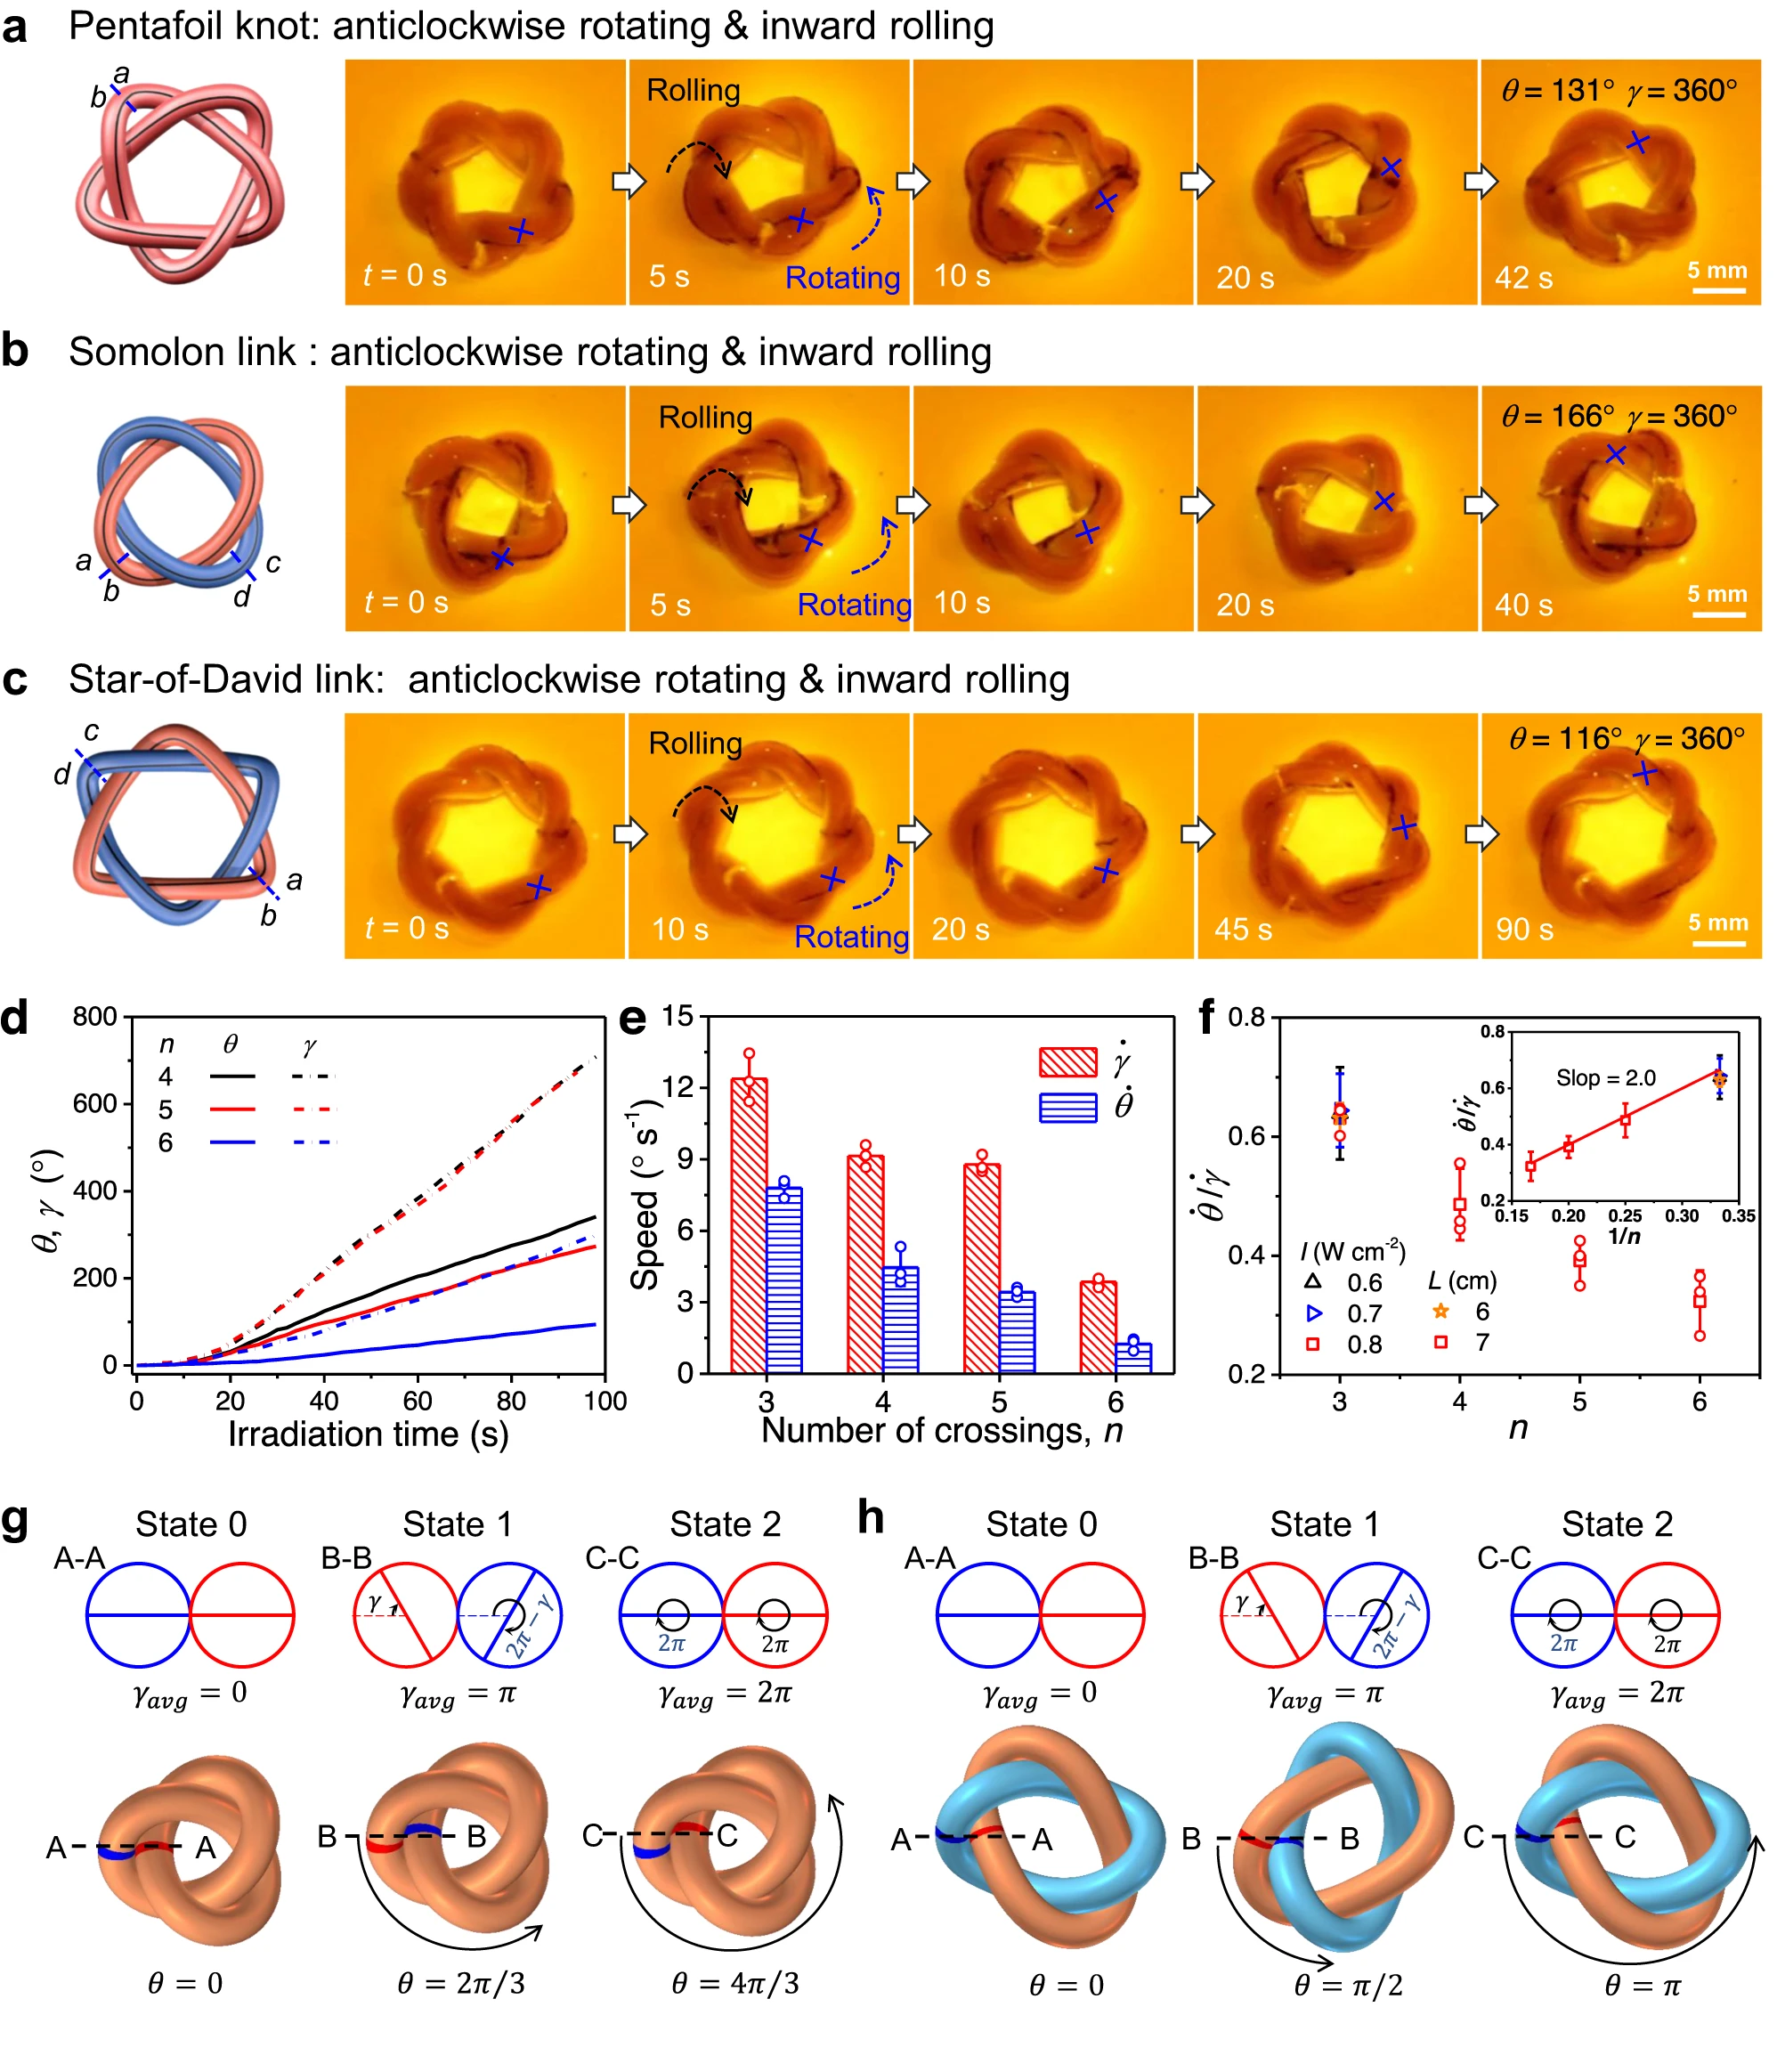 a Pentafoil knot: anticlockwise rotating & inward rolling
a
b
Rolling
Rotating
θ = 131° γ = 360°
t = 0 s
5 s
10 s
20 s
42 s
5 mm
b Somolon link : anticlockwise rotating & inward rolling
a
b
c
d
Rolling
Rotating
θ = 166° γ = 360°
t = 0 s
5 s
10 s
20 s
40 s
5 mm
c Star-of-David link: anticlockwise rotating & inward rolling
c
d
a
b
Rolling
Rotating
θ = 116° γ = 360°
t = 0 s
10 s
20 s
45 s
90 s
5 mm
d
θ, γ (°)
800
600
400
200
0
n θ γ
4
5
6
0 20 40 60 80 100
Irradiation time (s)
e
Speed (° s⁻¹)
15
12
9
6
3
0
γ̇
θ̇
3 4 5 6
Number of crossings, n
f
θ̇/γ̇
0.8
0.6
0.4
0.2
I (W cm⁻²)
0.6
0.7
0.8
L (cm)
6
7
3 4 5 6
n
Slop = 2.0
θ̇/γ̇
0.8
0.6
0.4
0.2
0.15 0.20 0.25 0.30 0.35
1/n
g
State 0 State 1 State 2
A-A B-B C-C
γ 2π − γ 2π 2π
γavg = 0 γavg = π γavg = 2π
A A B B C C
θ = 0 θ = 2π/3 θ = 4π/3
h
State 0 State 1 State 2
A-A B-B C-C
γ 2π − γ 2π 2π
γavg = 0 γavg = π γavg = 2π
A A B B C C
θ = 0 θ = π/2 θ = π